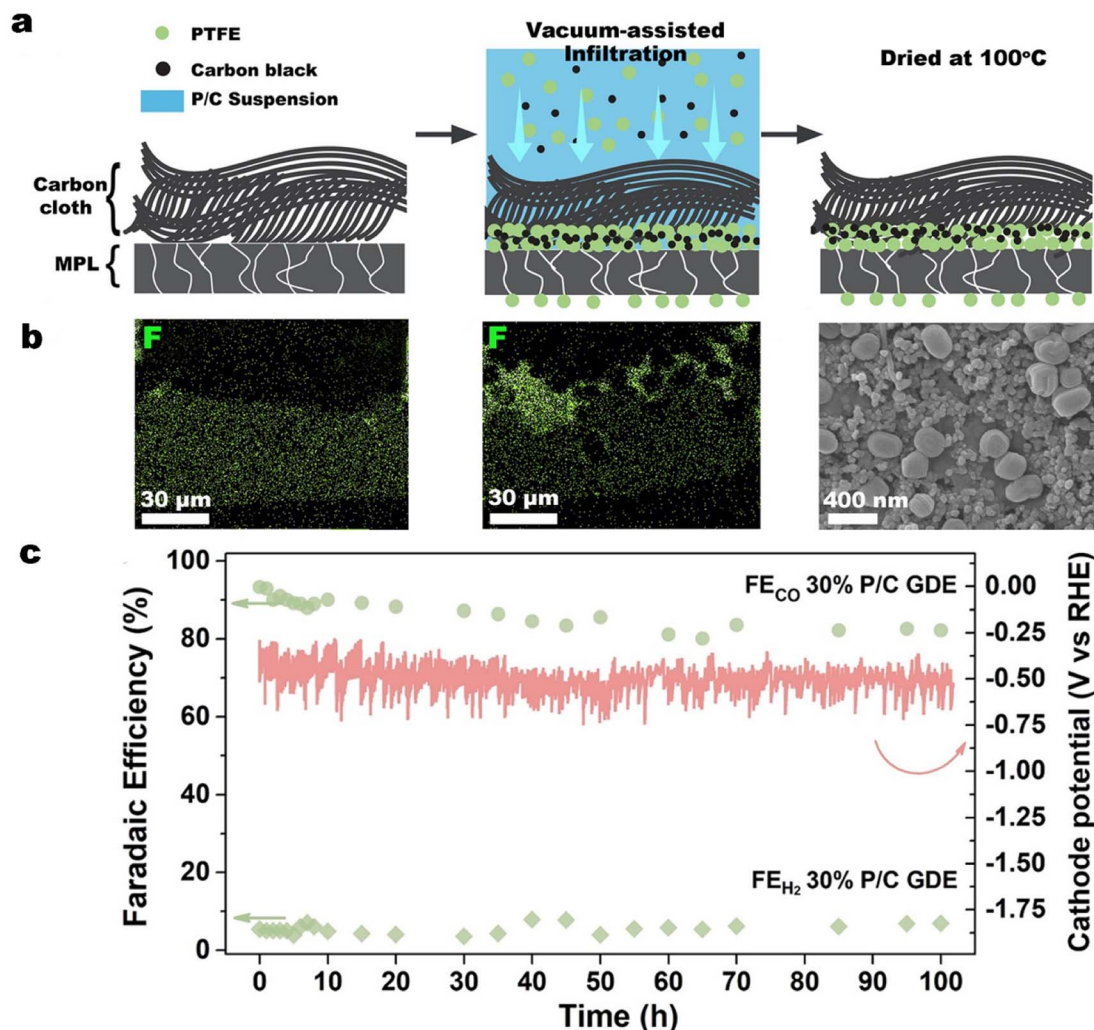 a
PTFE
Carbon black
P/C Suspension
Vacuum-assisted
Infiltration
Dried at 100°C
Carbon
cloth
MPL
b
F
30 µm
F
30 µm
400 nm
c
100
80
60
40
20
0
Faradaic Efficiency (%)
FE_CO 30% P/C GDE
FE_H2 30% P/C GDE
0.00
-0.25
-0.50
-0.75
-1.00
-1.25
-1.50
-1.75
Cathode potential (V vs RHE)
0 10 20 30 40 50 60 70 80 90 100
Time (h)